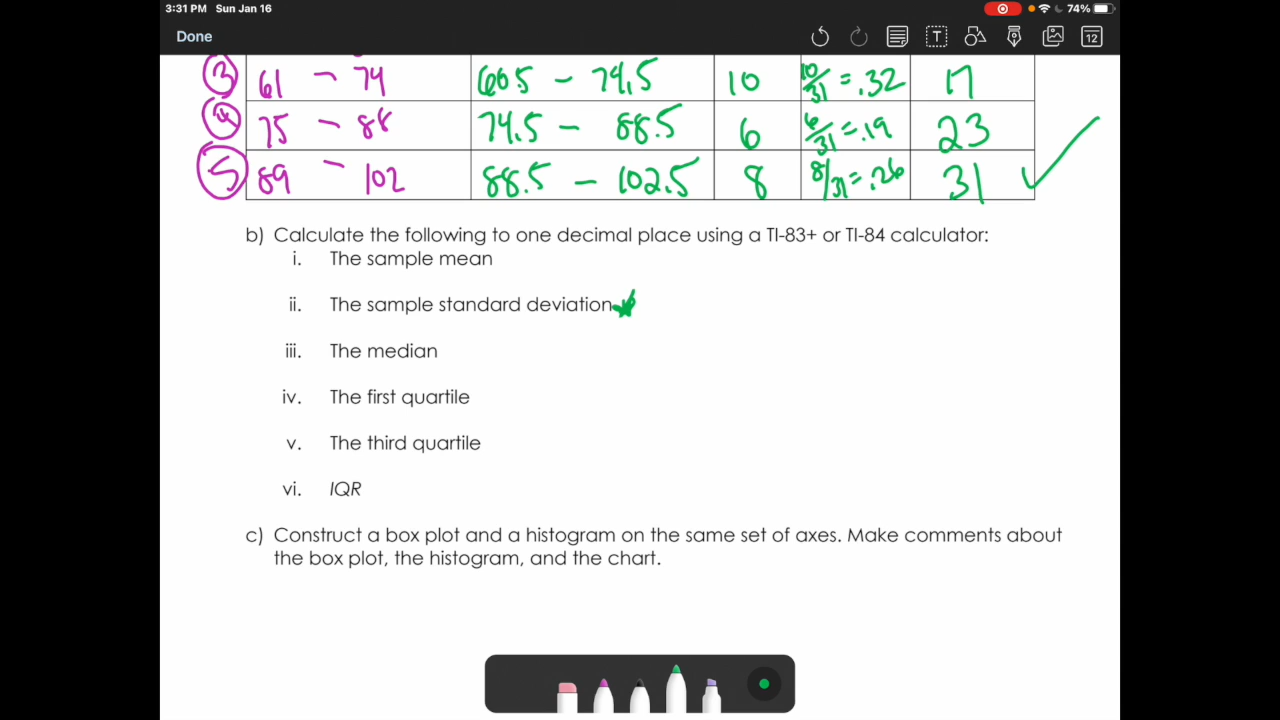 3:31 PM Sun Jan 16 74%
Done T 12
3 61 – 74 60.5 – 74.5 10 10/31 = .32 17
4 75 – 88 74.5 – 88.5 6 6/31 = .19 23
5 89 – 102 88.5 – 102.5 8 8/31 = .26 31 ✓
b) Calculate the following to one decimal place using a TI-83+ or TI-84 calculator:
i. The sample mean
ii. The sample standard deviation
iii. The median
iv. The first quartile
v. The third quartile
vi. IQR
c) Construct a box plot and a histogram on the same set of axes. Make comments about
the box plot, the histogram, and the chart.